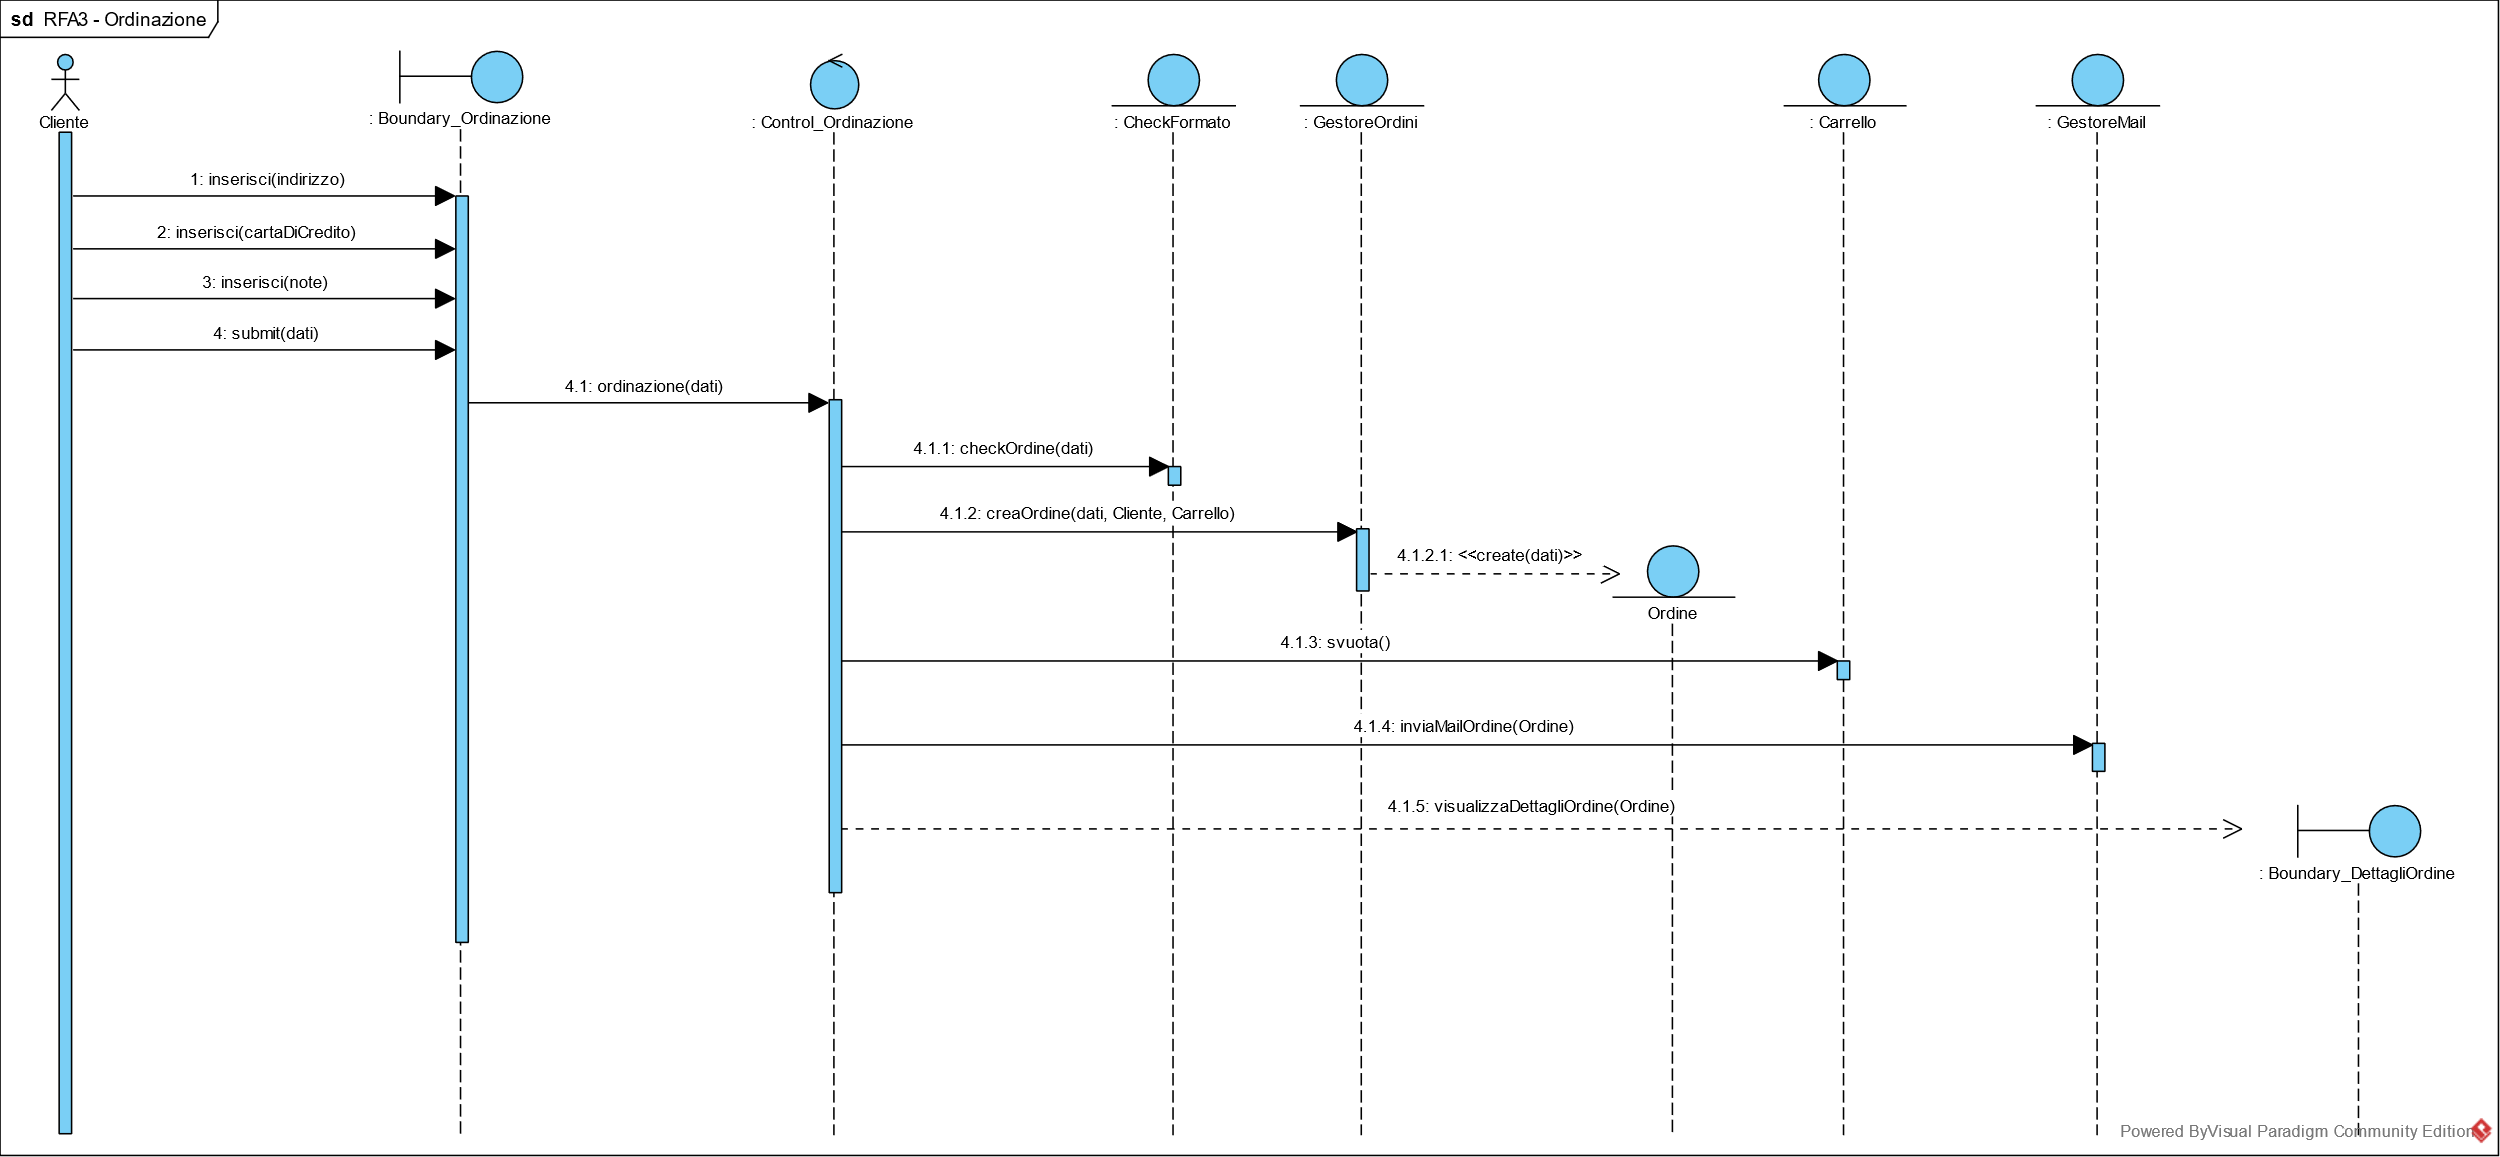 sd RFA3 - Ordinazione
Cliente
: Boundary_Ordinazione
: Control_Ordinazione
: CheckFormato
: GestoreOrdini
: Carrello
: GestoreMail
1: inserisci(indirizzo)
2: inserisci(cartaDiCredito)
3: inserisci(note)
4: submit(dati)
4.1: ordinazione(dati)
4.1.1: checkOrdine(dati)
4.1.2: creaOrdine(dati, Cliente, Carrello)
4.1.2.1: <<create(dati)>>
Ordine
4.1.3: svuota()
4.1.4: inviaMailOrdine(Ordine)
4.1.5: visualizzaDettagliOrdine(Ordine)
: Boundary_DettagliOrdine
Powered ByVisual Paradigm Community Edition